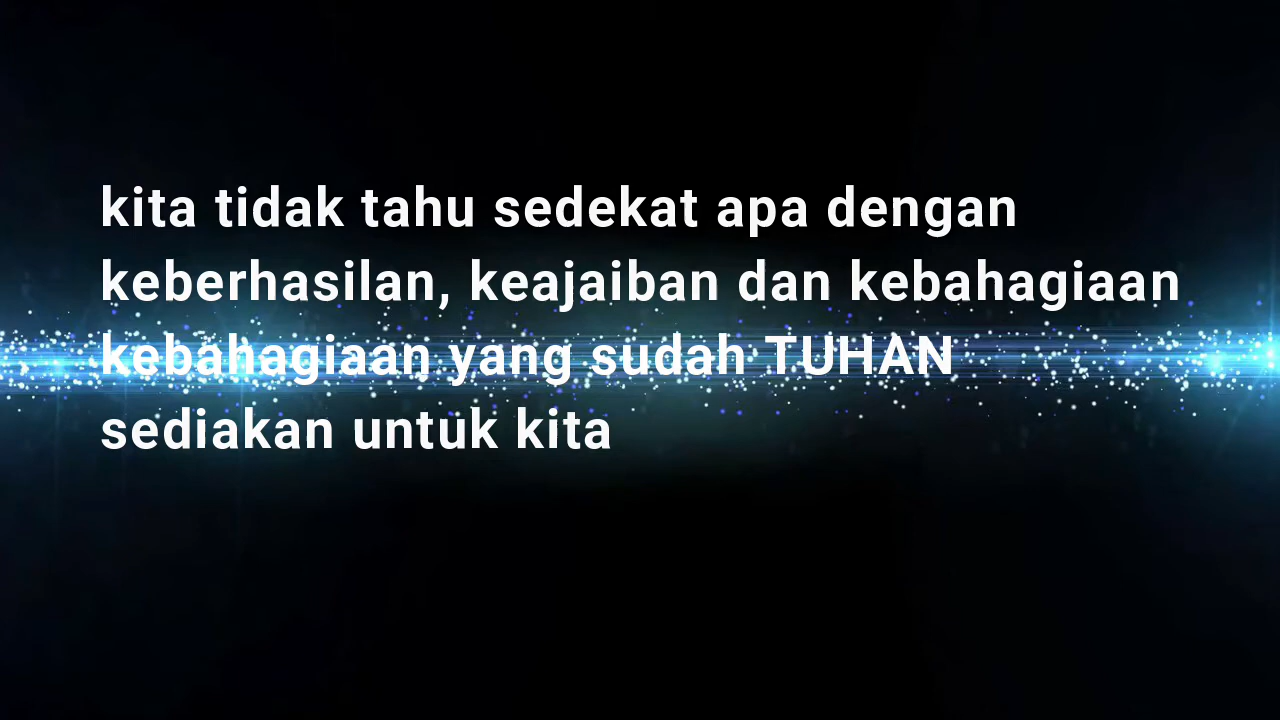 kita tidak tahu sedekat apa dengan
keberhasilan, keajaiban dan kebahagiaan
kebahagiaan yang sudah TUHAN
sediakan untuk kita